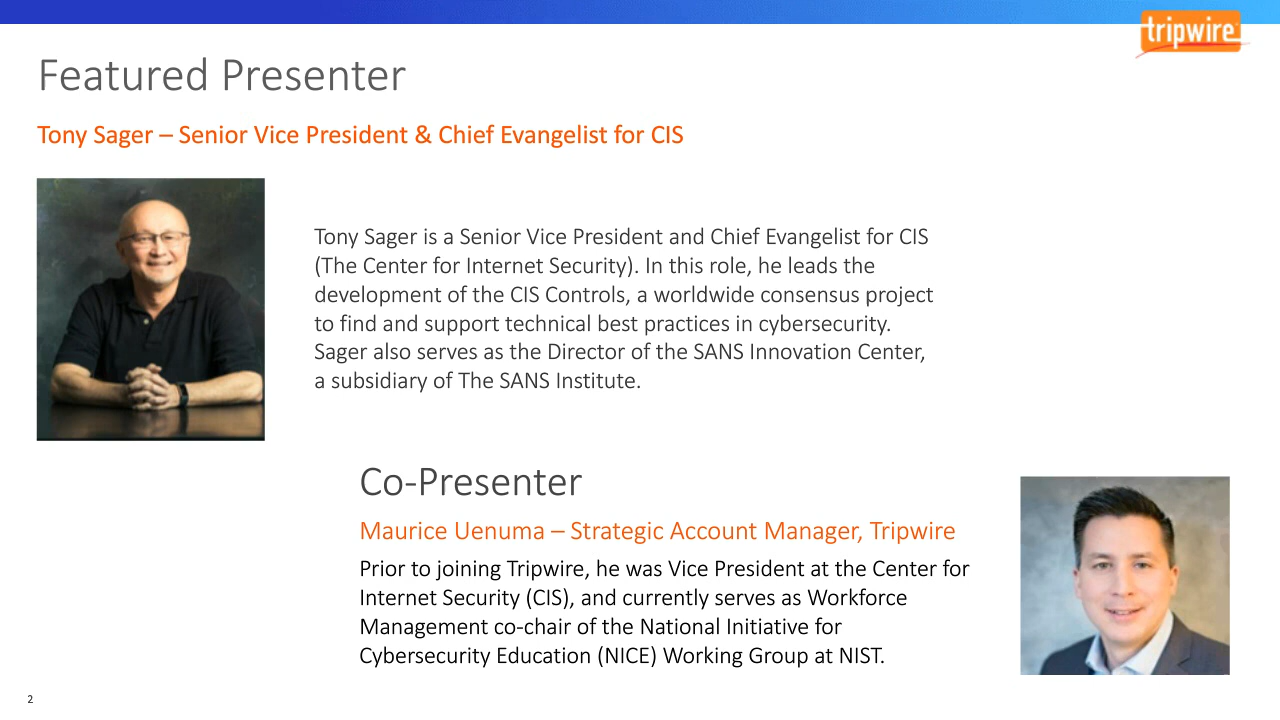 tripwire
Featured Presenter
Tony Sager – Senior Vice President & Chief Evangelist for CIS
Tony Sager is a Senior Vice President and Chief Evangelist for CIS
(The Center for Internet Security). In this role, he leads the
development of the CIS Controls, a worldwide consensus project
to find and support technical best practices in cybersecurity.
Sager also serves as the Director of the SANS Innovation Center,
a subsidiary of The SANS Institute.
Co-Presenter
Maurice Uenuma – Strategic Account Manager, Tripwire
Prior to joining Tripwire, he was Vice President at the Center for
Internet Security (CIS), and currently serves as Workforce
Management co-chair of the National Initiative for
Cybersecurity Education (NICE) Working Group at NIST.
2